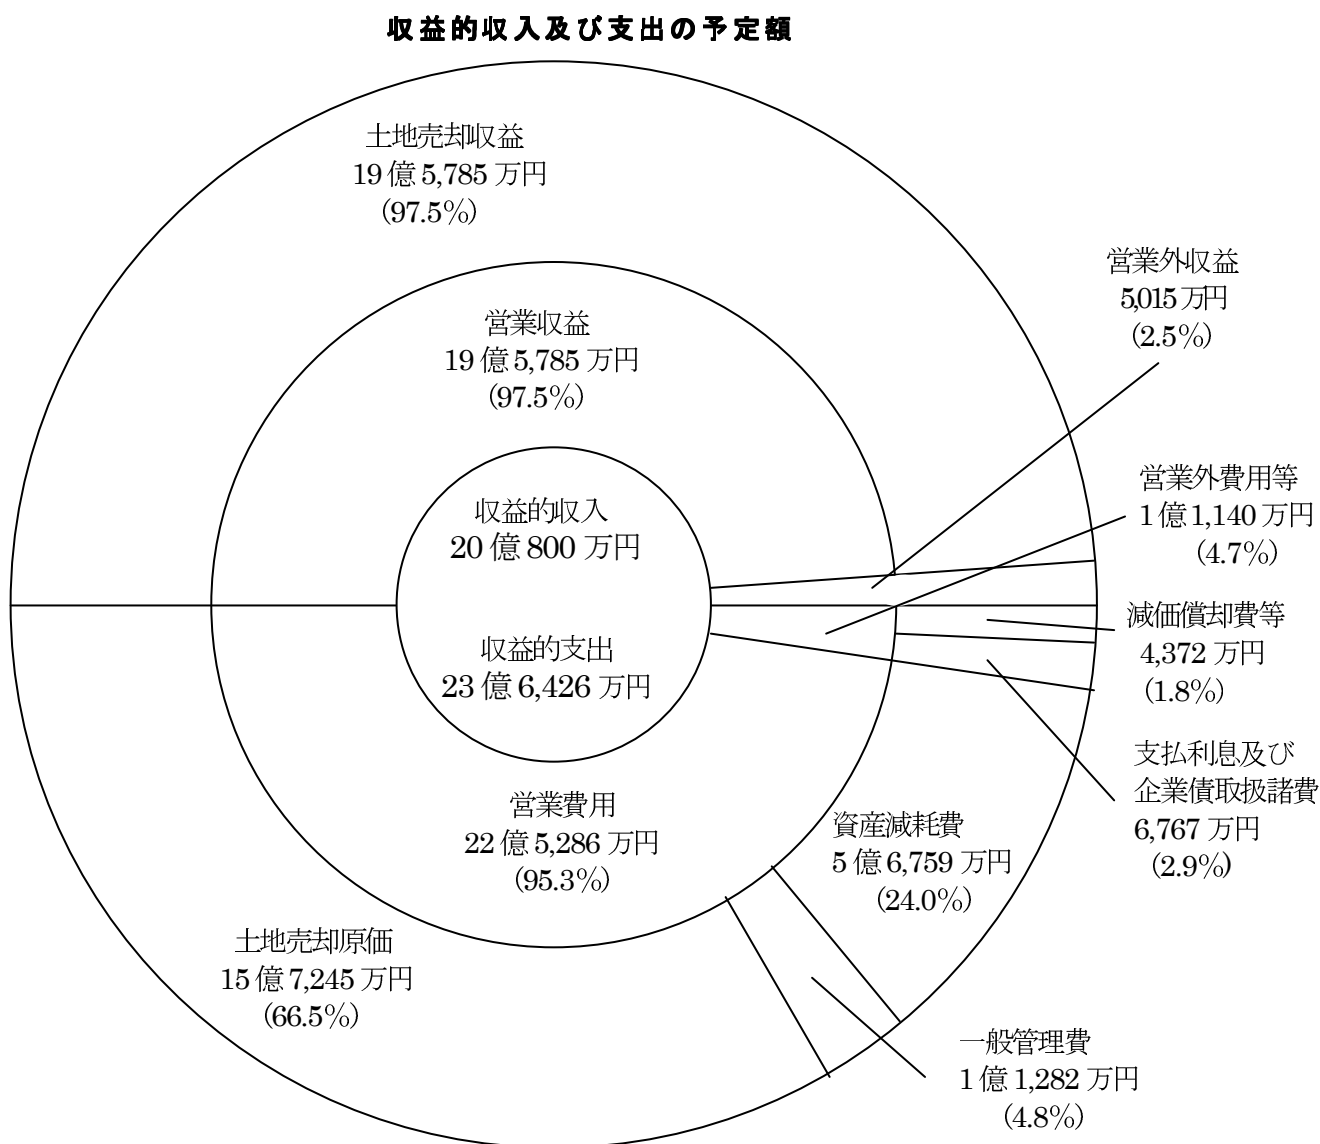 収益的収入及び支出の予定額
土地売却収益
19億5,785万円
(97.5%)
営業外収益
5,015万円
(2.5%)
営業収益
19億5,785万円
(97.5%)
営業外費用等
1億1,140万円
(4.7%)
収益的収入
20億800万円
減価償却費等
4,372万円
(1.8%)
収益的支出
23億6,426万円
支払利息及び
企業債取扱諸費
6,767万円
(2.9%)
営業費用
22億5,286万円
(95.3%)
資産減耗費
5億6,759万円
(24.0%)
土地売却原価
15億7,245万円
(66.5%)
一般管理費
1億1,282万円
(4.8%)